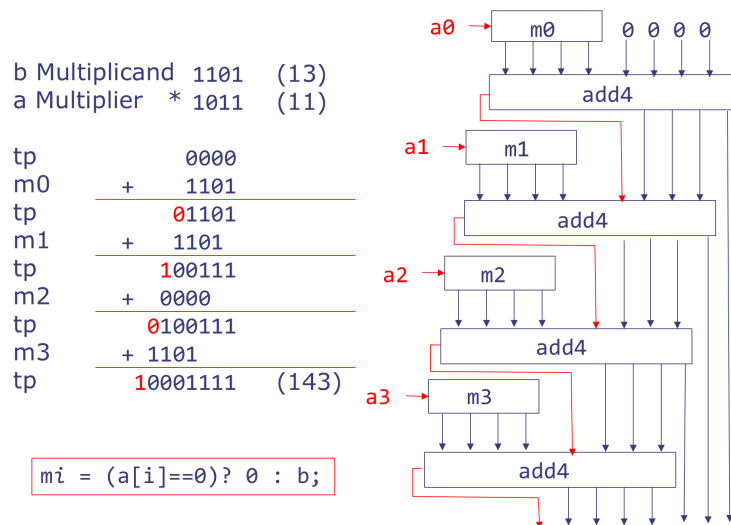 b Multiplicand 1101 (13)
a Multiplier * 1011 (11)
tp 0000
m0 + 1101
tp 01101
m1 + 1101
tp 100111
m2 + 0000
tp 0100111
m3 + 1101
tp 10001111 (143)
mi = (a[i]==0)? 0 : b;
a0 m0 0 0 0 0
add4
a1 m1
add4
a2 m2
add4
a3 m3
add4